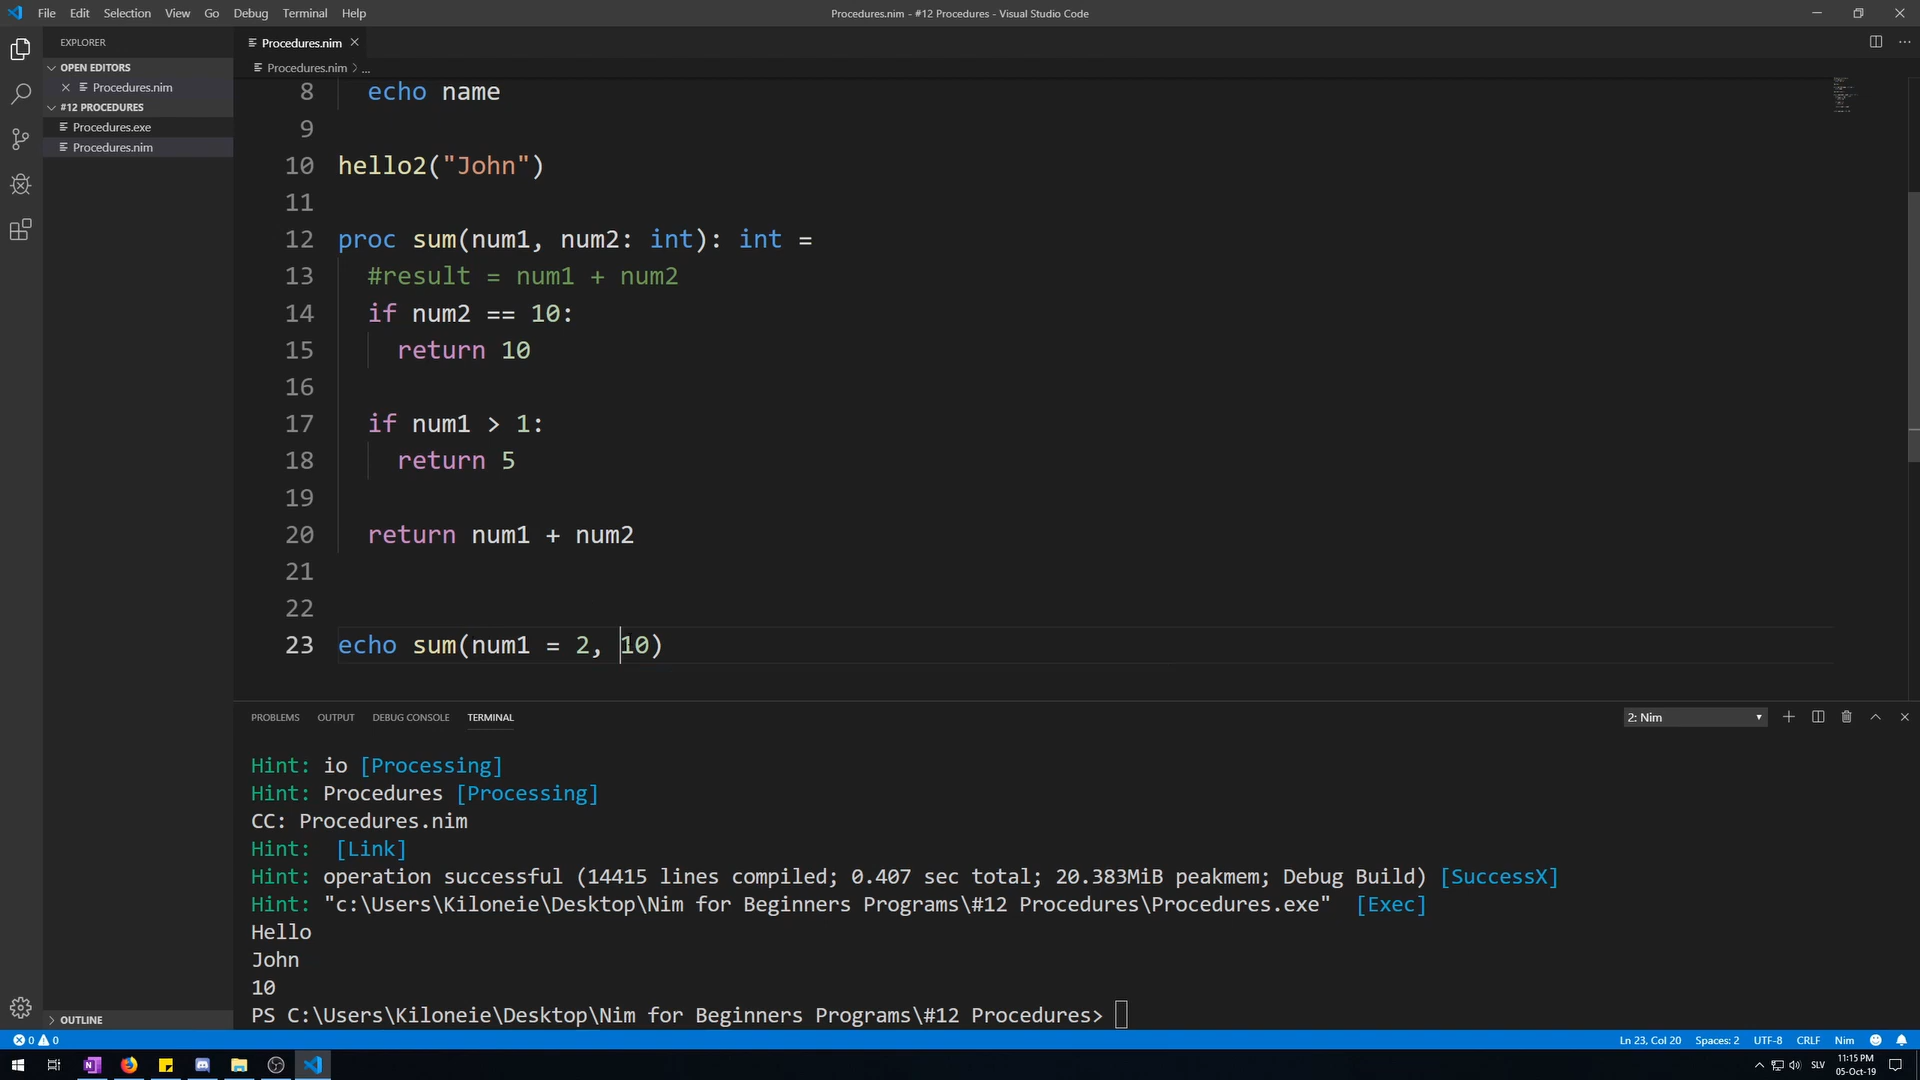 File Edit Selection View Go Debug Terminal Help
Procedures.nim - #12 Procedures - Visual Studio Code
EXPLORER
OPEN EDITORS
Procedures.nim
#12 PROCEDURES
Procedures.exe
Procedures.nim
OUTLINE
Procedures.nim
Procedures.nim > ...
8 echo name
9
10 hello2("John")
11
12 proc sum(num1, num2: int): int =
13 #result = num1 + num2
14 if num2 == 10:
15 return 10
16
17 if num1 > 1:
18 return 5
19
20 return num1 + num2
21
22
23 echo sum(num1 = 2, 10)
PROBLEMS OUTPUT DEBUG CONSOLE TERMINAL
2: Nim
Hint: io [Processing]
Hint: Procedures [Processing]
CC: Procedures.nim
Hint:  [Link]
Hint: operation successful (14415 lines compiled; 0.407 sec total; 20.383MiB peakmem; Debug Build) [SuccessX]
Hint: "c:\Users\Kiloneie\Desktop\Nim for Beginners Programs\#12 Procedures\Procedures.exe"  [Exec]
Hello
John
10
PS C:\Users\Kiloneie\Desktop\Nim for Beginners Programs\#12 Procedures>
0 0
Ln 23, Col 20 Spaces: 2 UTF-8 CRLF Nim
SLV
11:15 PM
05-Oct-19